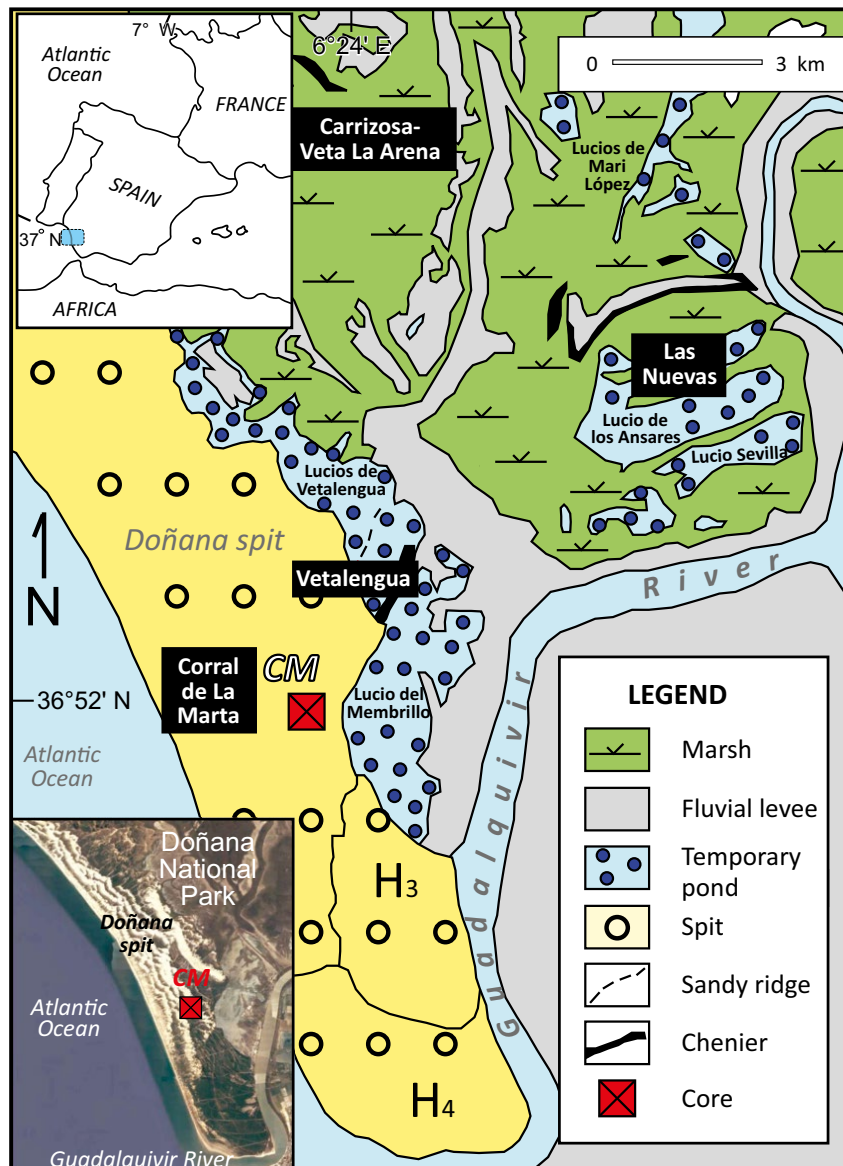 7° W
6°24' E
Atlantic
Ocean
FRANCE
SPAIN
37° N
AFRICA
0 3 km
Carrizosa-
Veta La Arena
Lucios de
Mari
López
Las
Nuevas
Lucio de
los Ansares
Lucio Sevilla
Lucios de
Vetalengua
Doñana spit
Vetalengua
River
N
Corral
de La
Marta
CM
Lucio del
Membrillo
36°52' N
Atlantic
Ocean
Guadalquivir
H3
H4
Doñana
National
Park
Doñana
spit
CM
Atlantic
Ocean
Guadalquivir River
LEGEND
Marsh
Fluvial levee
Temporary
pond
Spit
Sandy ridge
Chenier
Core